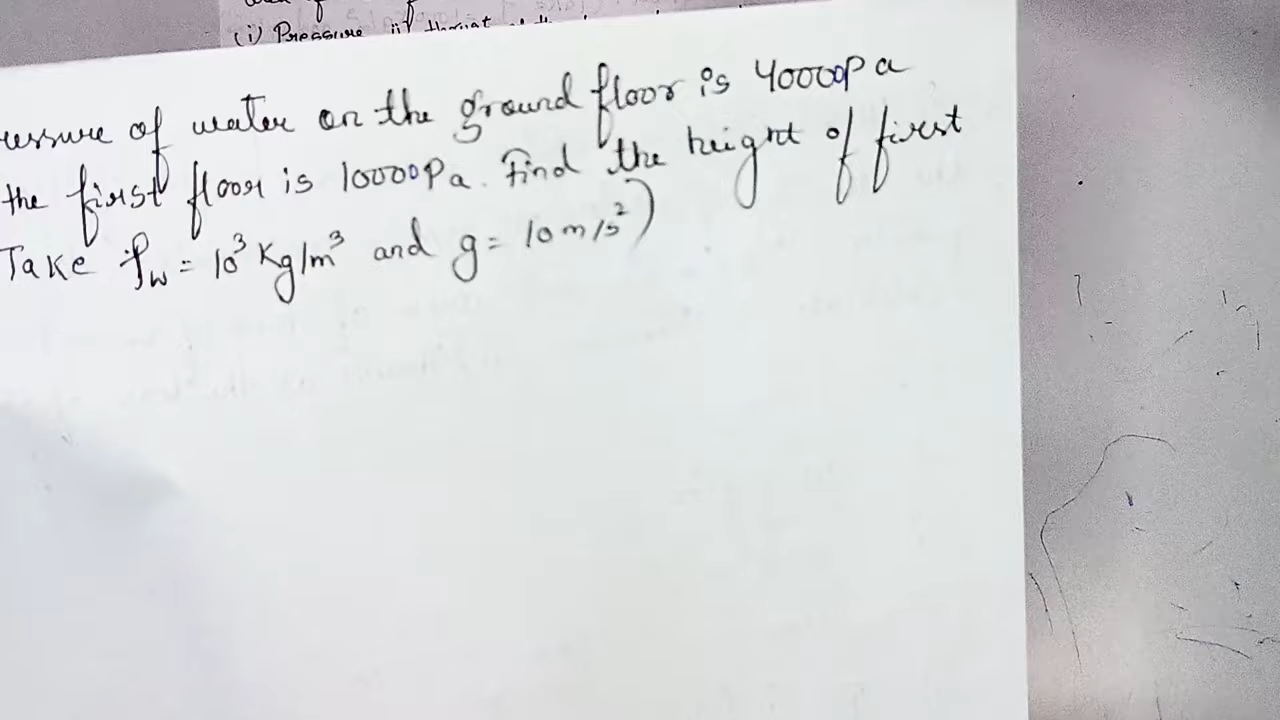 (i) Pressure
ressure of water on the ground floor is 40000Pa
the first floor is 10000Pa. Find the height of first
Take ρw = 10³ Kg/m³ and g = 10 m/s²)